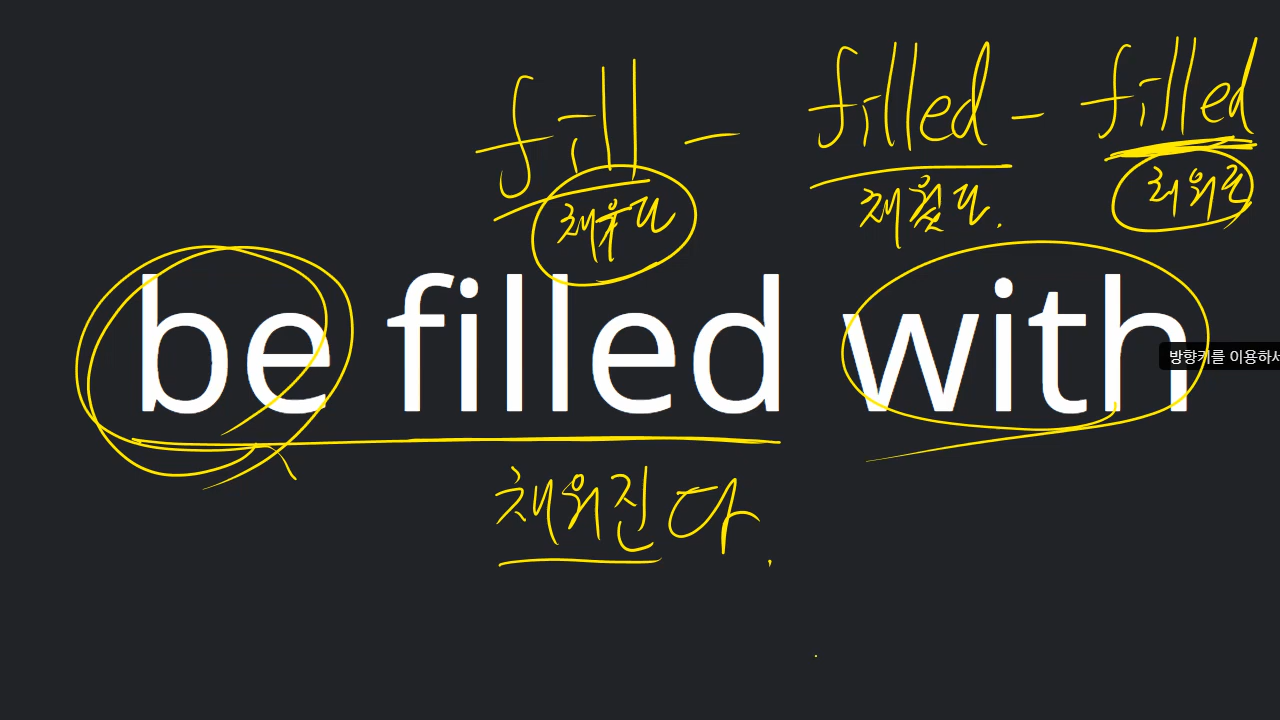 fill - filled - filled
채우다 채웠다. 채워진
be filled with
방향키를 이용하서
채워진다.